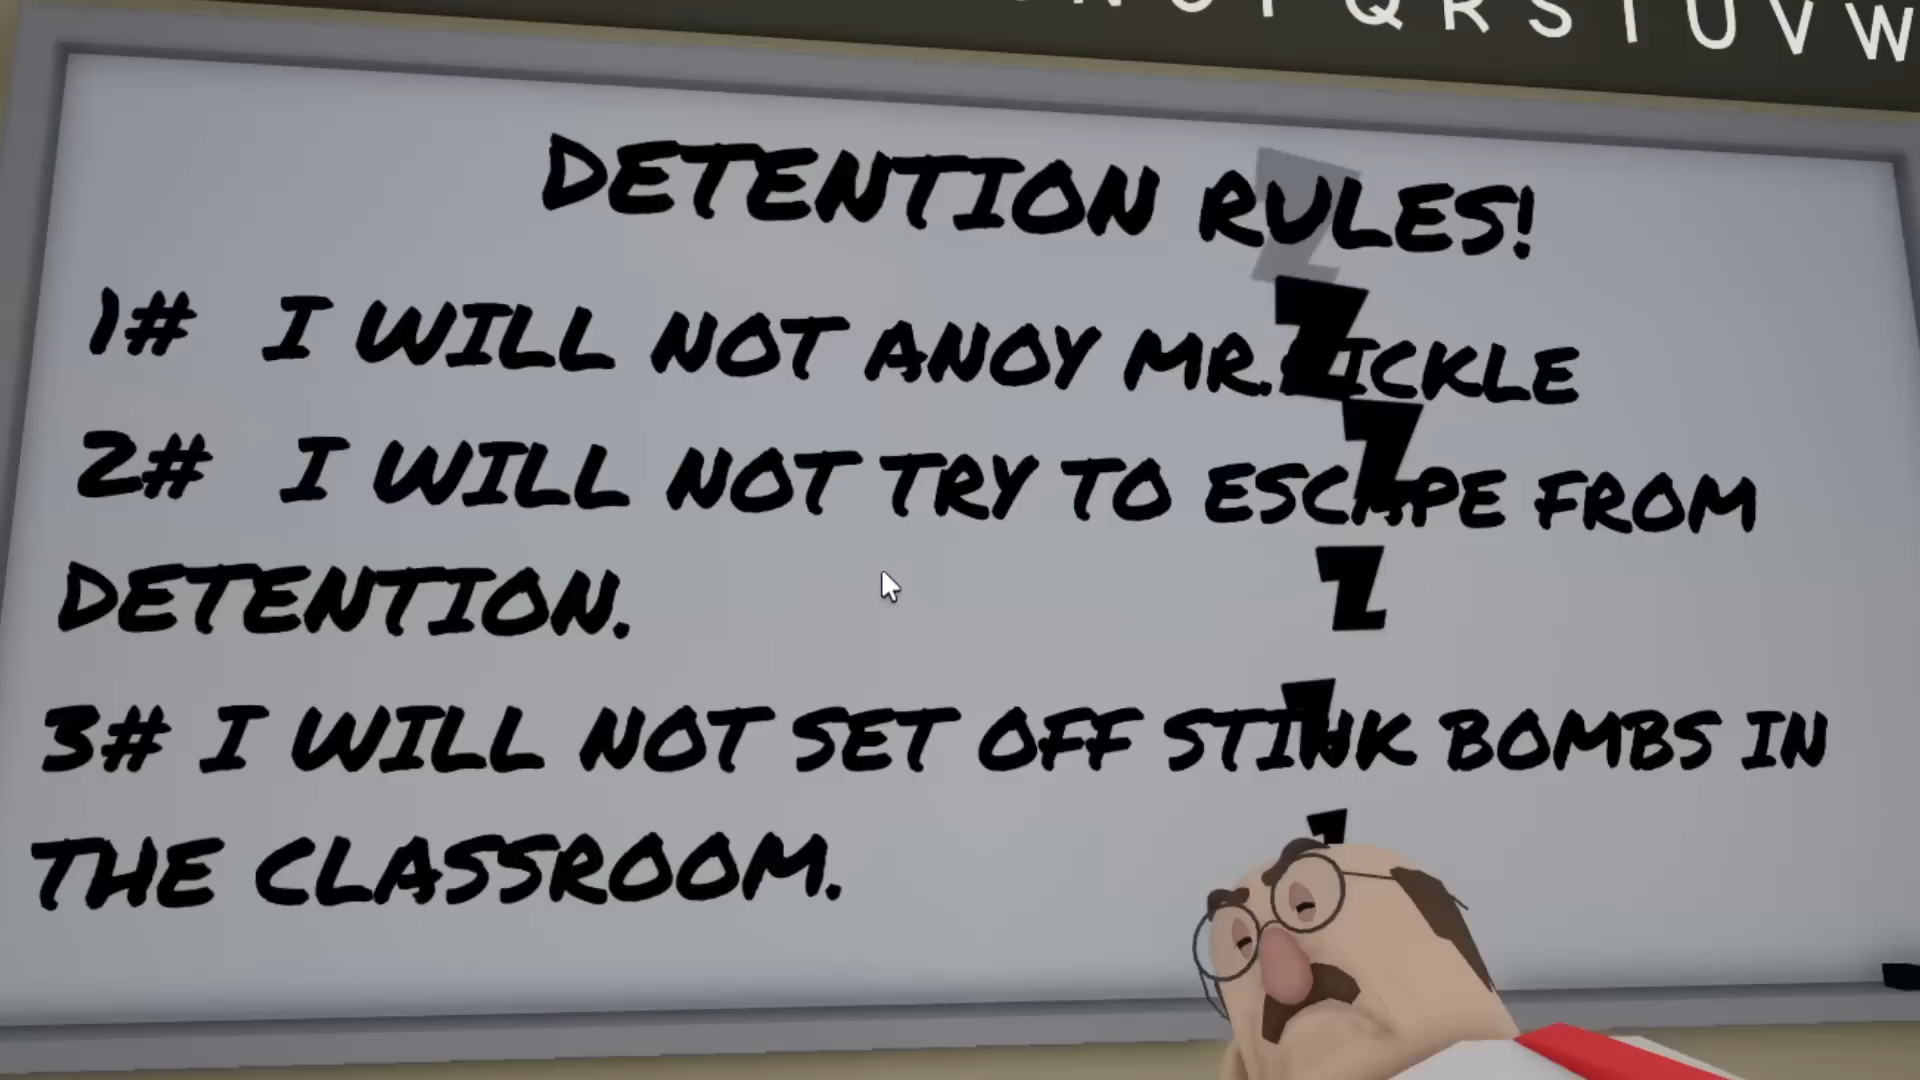 Q R S T U V W
DETENTION RULES!
1# I WILL NOT ANOY MR.
2# I WILL NOT TRY TO ESCAPE FROM
DETENTION.
3# I WILL NOT SET OFF STINK BOMBS IN
THE CLASSROOM.
Z
Z
Z
Z
Z